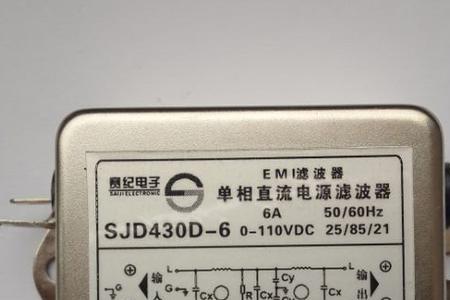 赛纪电子
SAIJI ELECTRONIC
EMI滤波器
单相直流电源滤波器
6A 50/60Hz
SJD430D-6 0-110VDC 25/85/21
L L
Cy
输 G G Cx R Cx Cx 输
入 出